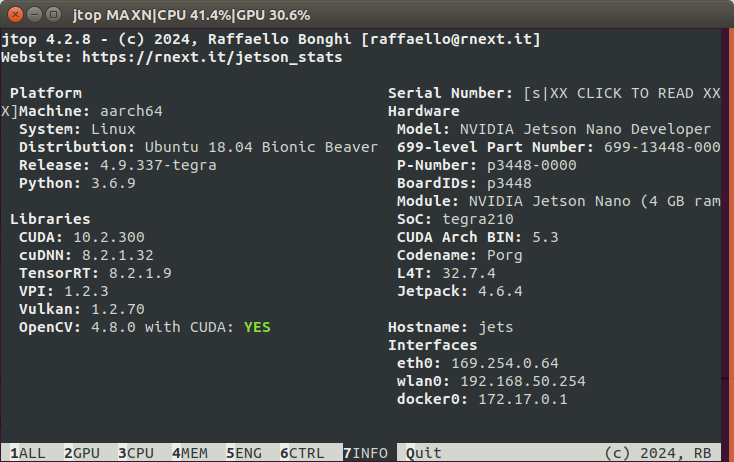 jtop MAXN|CPU 41.4%|GPU 30.6%
jtop 4.2.8 - (c) 2024, Raffaello Bonghi [raffaello@rnext.it]
Website: https://rnext.it/jetson_stats
Platform
X]Machine: aarch64
System: Linux
Distribution: Ubuntu 18.04 Bionic Beaver
Release: 4.9.337-tegra
Python: 3.6.9
Libraries
CUDA: 10.2.300
cuDNN: 8.2.1.32
TensorRT: 8.2.1.9
VPI: 1.2.3
Vulkan: 1.2.70
OpenCV: 4.8.0 with CUDA: YES
Serial Number: [s|XX CLICK TO READ XX
Hardware
Model: NVIDIA Jetson Nano Developer
699-level Part Number: 699-13448-000
P-Number: p3448-0000
BoardIDs: p3448
Module: NVIDIA Jetson Nano (4 GB ram
SoC: tegra210
CUDA Arch BIN: 5.3
Codename: Porg
L4T: 32.7.4
Jetpack: 4.6.4
Hostname: jets
Interfaces
eth0: 169.254.0.64
wlan0: 192.168.50.254
docker0: 172.17.0.1
1ALL 2GPU 3CPU 4MEM 5ENG 6CTRL 7INFO Quit (c) 2024, RB